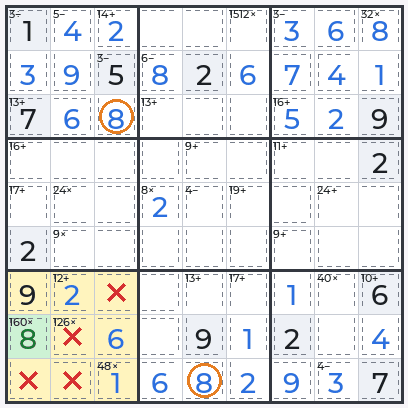 3÷ 5− 14+ 1512× 3− 32×
1 4 2 3 6 8
3− 6−
3 9 5 8 2 6 7 4 1
13+ 13+ 16+
7 6 8 5 2 9
16+ 9+ 11+
2
17+ 24× 8× 4− 19+ 24+
2
9× 9+
2
12+ 13+ 17+ 40× 10+
9 2 1 6
160× 126×
8 6 9 1 2 4
48× 4−
1 6 8 2 9 3 7